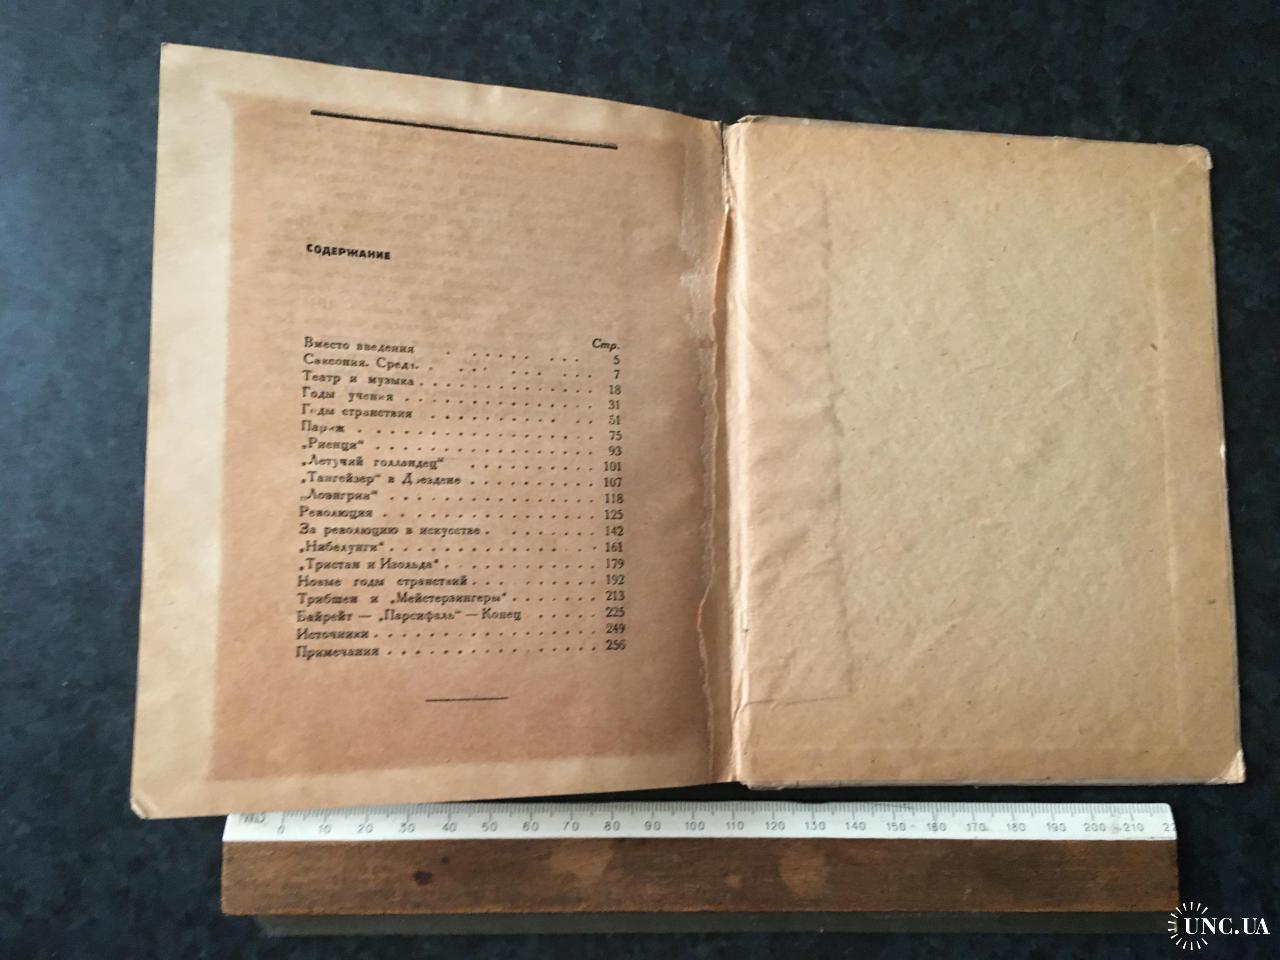 СОДЕРЖАНИЕ
Стр.
Вместо введения . . . . . . . . 5
Саксония. Среда. . . . . . . . . 7
Театр и музыка . . . . . . . . . 18
Годы учения . . . . . . . . . 31
Годы странствия . . . . . . . . . 51
Париж . . . . . . . . . 75
„Риенци“ . . . . . . . . . 93
„Летучий голландец“ . . . . . . . . . 101
„Тангейзер“ в Дрездене . . . . . . . . . 107
„Лоэнгрин“ . . . . . . . . . 118
Революция . . . . . . . . . 125
За революцию в искусстве . . . . . . . . . 142
„Нибелунги“ . . . . . . . . . 161
„Тристан и Изольда“ . . . . . . . . . 179
Новые годы странствий . . . . . . . . . 192
Трибшен и „Мейстерзингеры“ . . . . . . . 213
Байрейт — „Парсифаль“ — Конец . . . . . 225
Источники . . . . . . . . . 249
Примечания . . . . . . . . . 256
0 10 20 30 40 50 60 70 80 90 100 110 120 130 140 150 160 170 180 190 200 210
UNC.UA